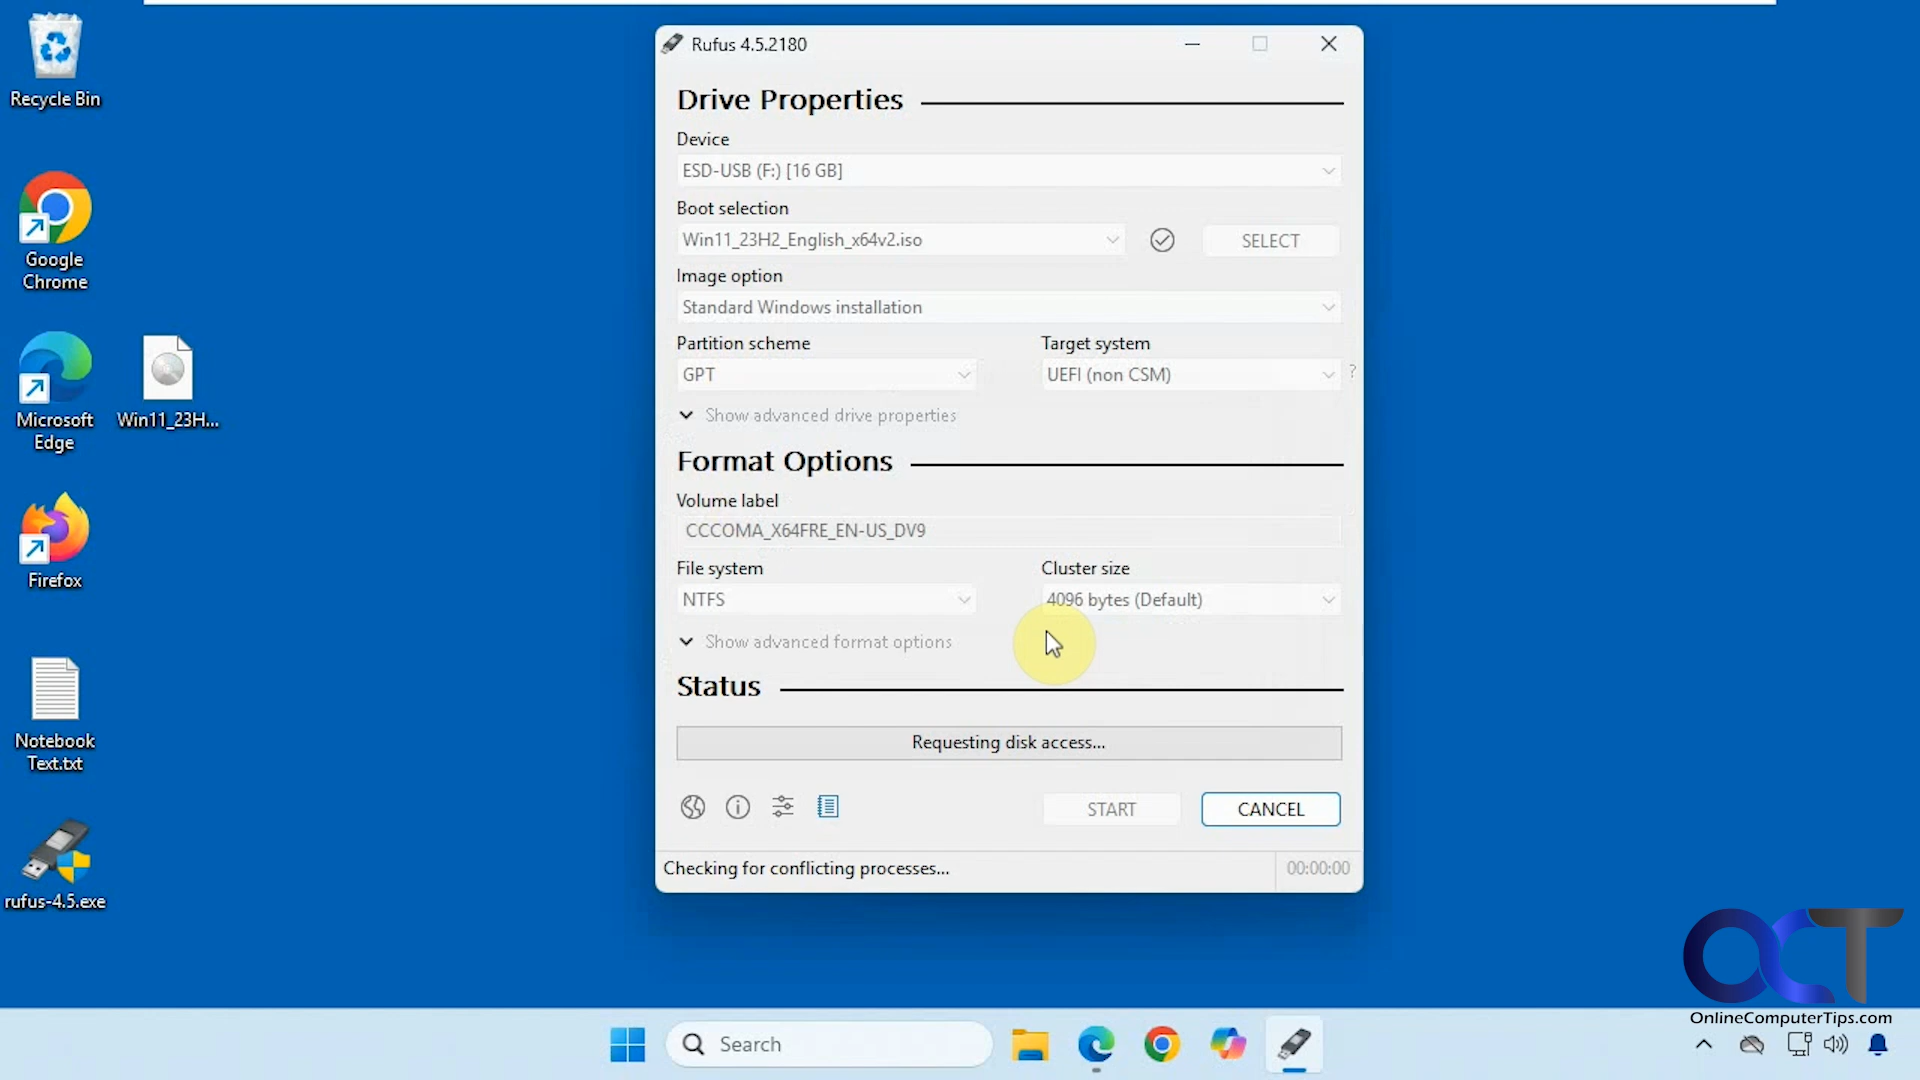 Recycle Bin
Google
Chrome
Microsoft
Edge
Win11_23H...
Firefox
Notebook
Text.txt
rufus-4.5.exe
Rufus 4.5.2180
Drive Properties
Device
ESD-USB (F:) [16 GB]
Boot selection
Win11_23H2_English_x64v2.iso
SELECT
Image option
Standard Windows installation
Partition scheme
Target system
GPT
UEFI (non CSM)
?
Show advanced drive properties
Format Options
Volume label
CCCOMA_X64FRE_EN-US_DV9
File system
Cluster size
NTFS
4096 bytes (Default)
Show advanced format options
Status
Requesting disk access...
START
CANCEL
Checking for conflicting processes...
00:00:00
OCT
OnlineComputerTips.com
Search